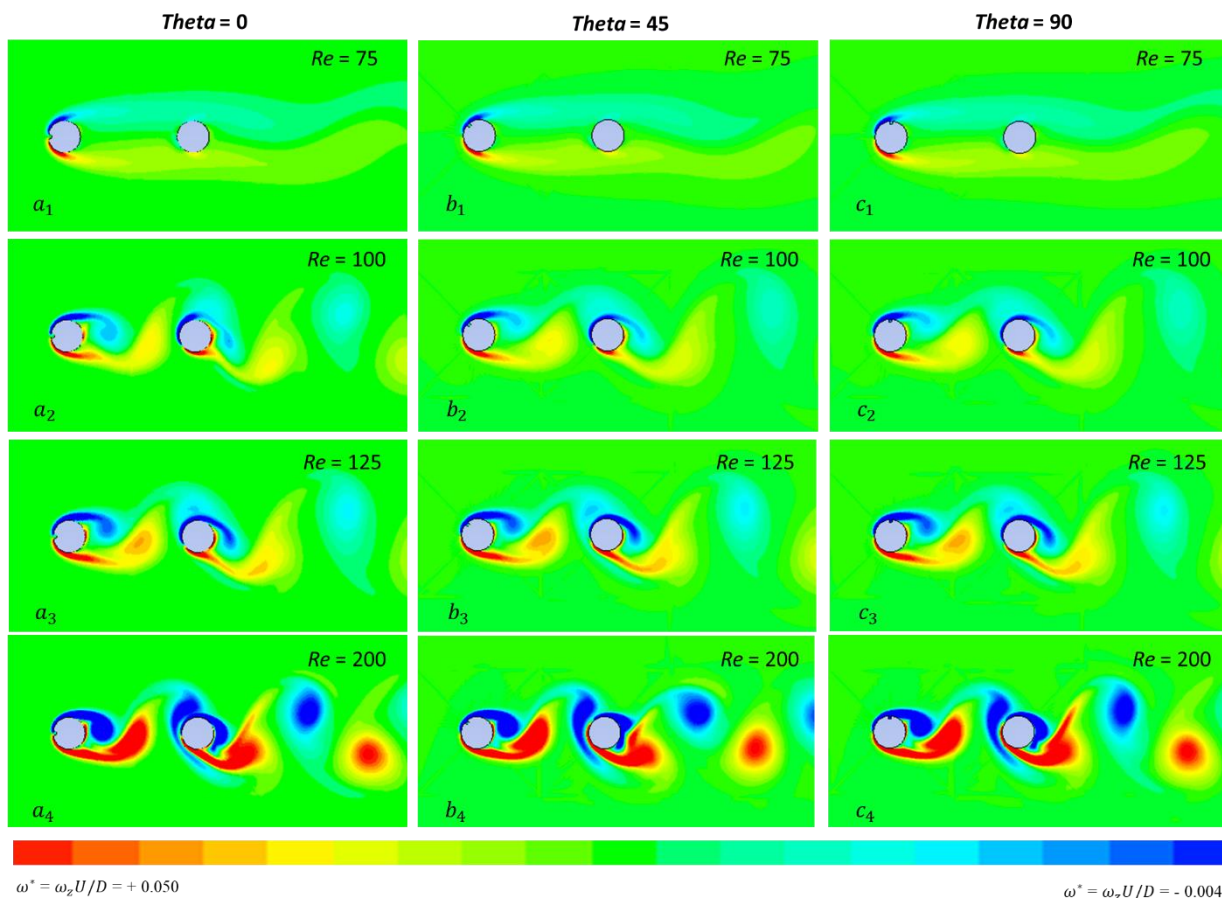 Theta = 0 Theta = 45 Theta = 90
Re = 75 Re = 75 Re = 75
a₁ b₁ c₁
Re = 100 Re = 100 Re = 100
a₂ b₂ c₂
Re = 125 Re = 125 Re = 125
a₃ b₃ c₃
Re = 200 Re = 200 Re = 200
a₄ b₄ c₄
ω* = ω_zU/D = + 0.050 ω* = ω_zU/D = - 0.004